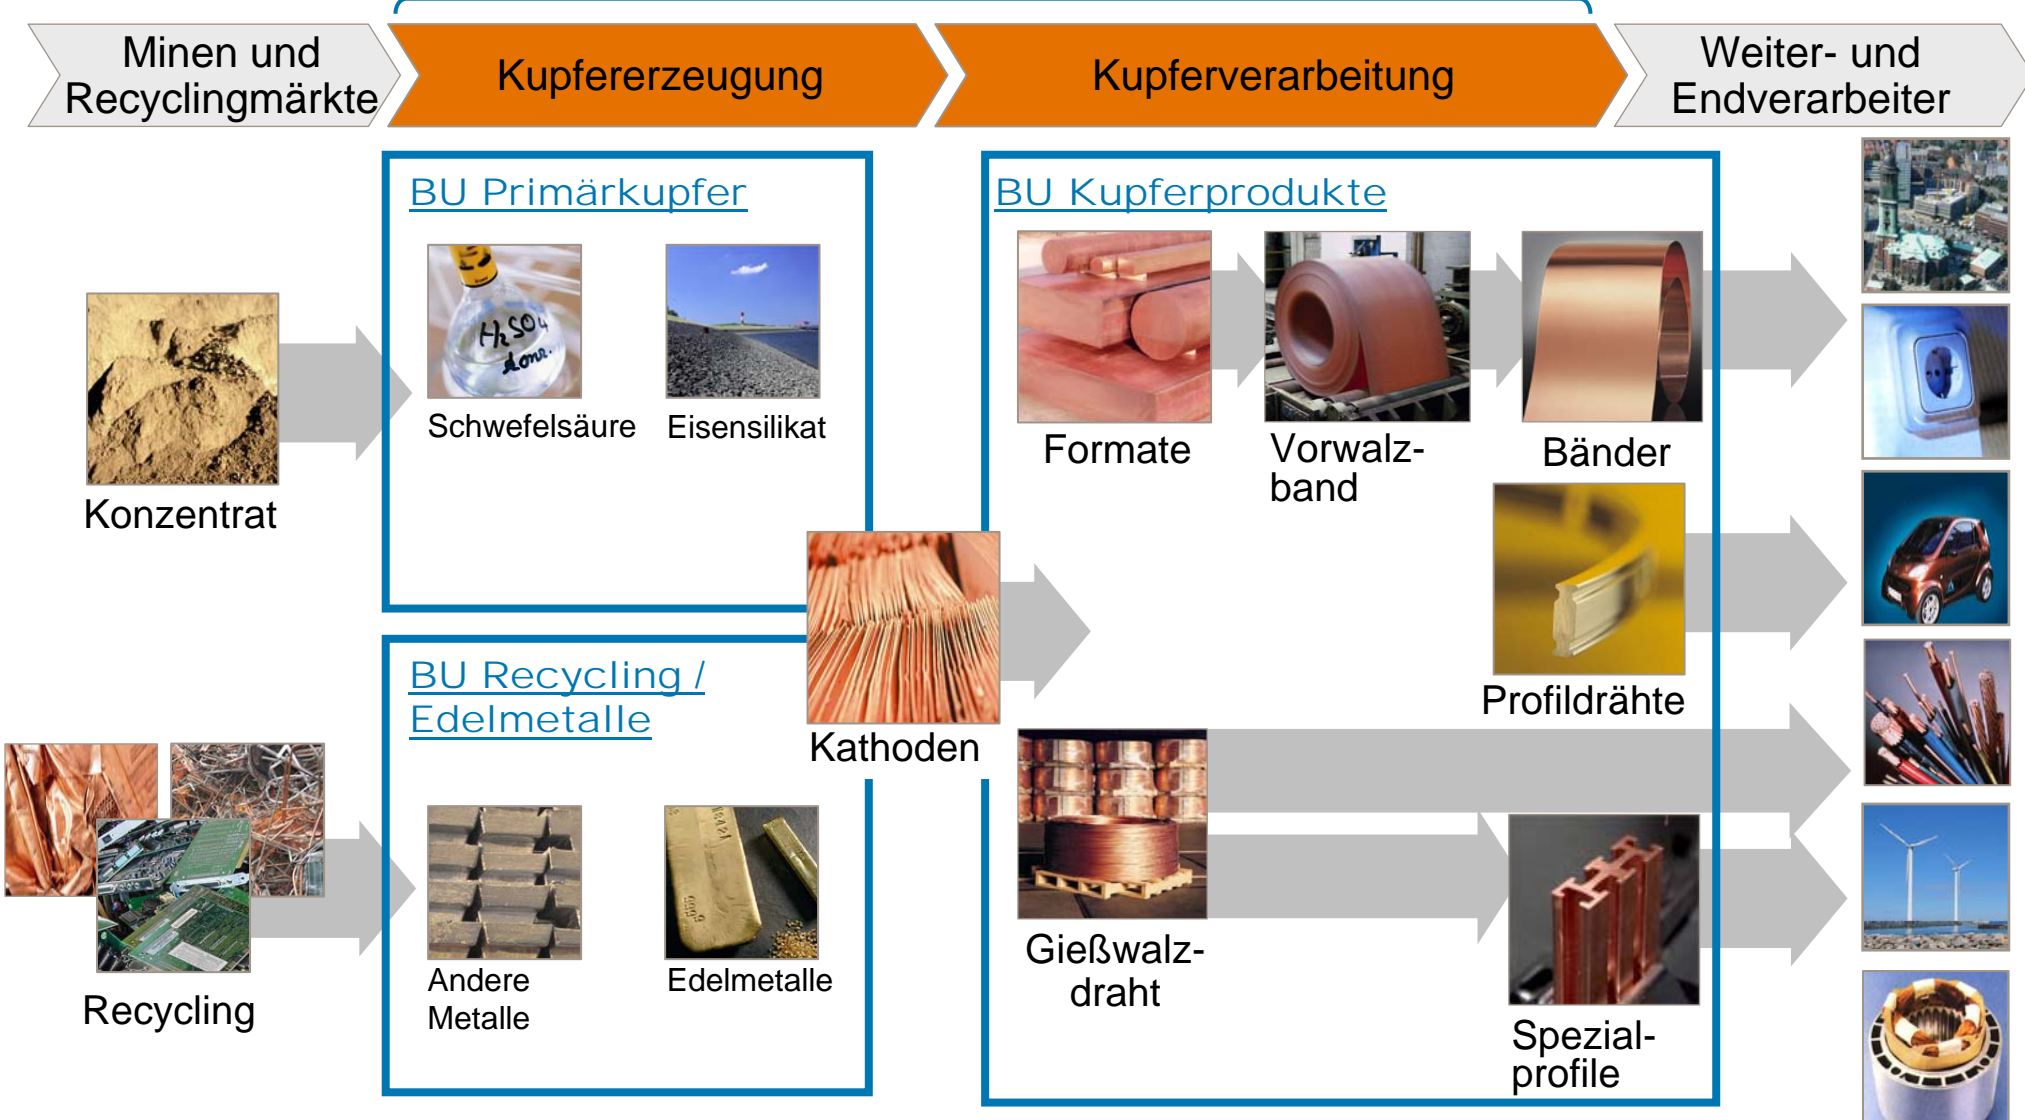 Minen und
Recyclingmärkte
Kupfererzeugung
Kupferverarbeitung
Weiter- und
Endverarbeiter
BU Primärkupfer
H₂SO₄
konz.
Schwefelsäure
Eisensilikat
Konzentrat
BU Kupferprodukte
Formate
Vorwalz-
band
Bänder
Profildrähte
Kathoden
BU Recycling /
Edelmetalle
Recycling
Andere
Metalle
Edelmetalle
Gießwalz-
draht
Spezial-
profile